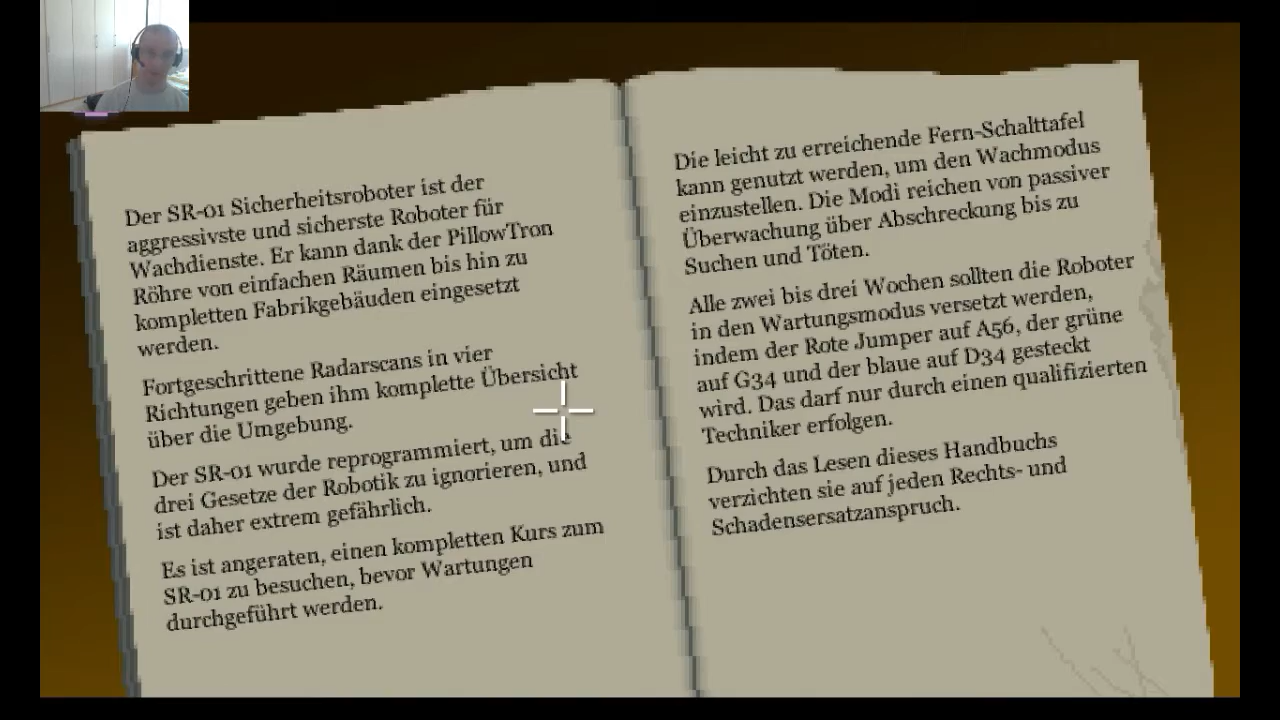 Der SR-01 Sicherheitsroboter ist der
aggressivste und sicherste Roboter für
Wachdienste. Er kann dank der PillowTron
Röhre von einfachen Räumen bis hin zu
kompletten Fabrikgebäuden eingesetzt
werden.
Fortgeschrittene Radarscans in vier
Richtungen geben ihm komplette Übersicht
über die Umgebung.
Der SR-01 wurde reprogrammiert, um die
drei Gesetze der Robotik zu ignorieren, und
ist daher extrem gefährlich.
Es ist angeraten, einen kompletten Kurs zum
SR-01 zu besuchen, bevor Wartungen
durchgeführt werden.
Die leicht zu erreichende Fern-Schalttafel
kann genutzt werden, um den Wachmodus
einzustellen. Die Modi reichen von passiver
Überwachung über Abschreckung bis zu
Suchen und Töten.
Alle zwei bis drei Wochen sollten die Roboter
in den Wartungsmodus versetzt werden,
indem der Rote Jumper auf A56, der grüne
auf G34 und der blaue auf D34 gesteckt
wird. Das darf nur durch einen qualifizierten
Techniker erfolgen.
Durch das Lesen dieses Handbuchs
verzichten sie auf jeden Rechts- und
Schadensersatzanspruch.